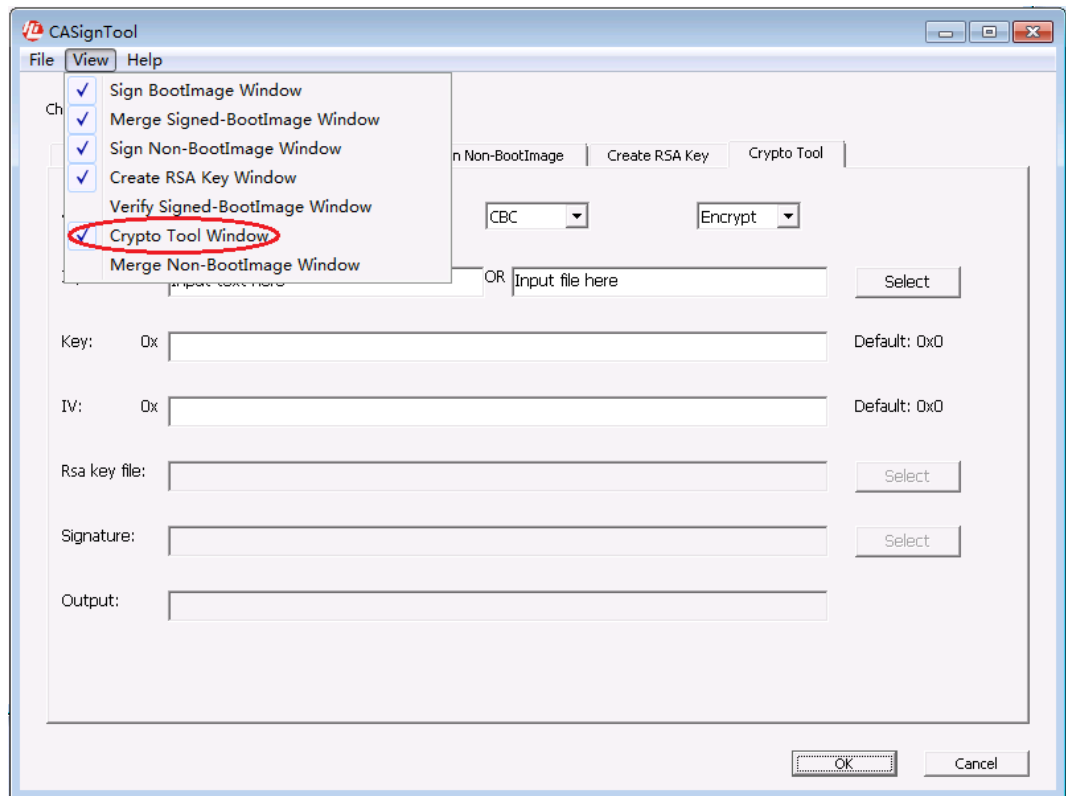 CASignTool
File View Help
Sign BootImage Window
Ch
Merge Signed-BootImage Window
Sign Non-BootImage Window
n Non-BootImage Create RSA Key Crypto Tool
Create RSA Key Window
Verify Signed-BootImage Window
CBC Encrypt
Crypto Tool Window
Merge Non-BootImage Window
Input text here OR Input file here Select
Key: 0x Default: 0x0
IV: 0x Default: 0x0
Rsa key file: Select
Signature: Select
Output:
OK Cancel